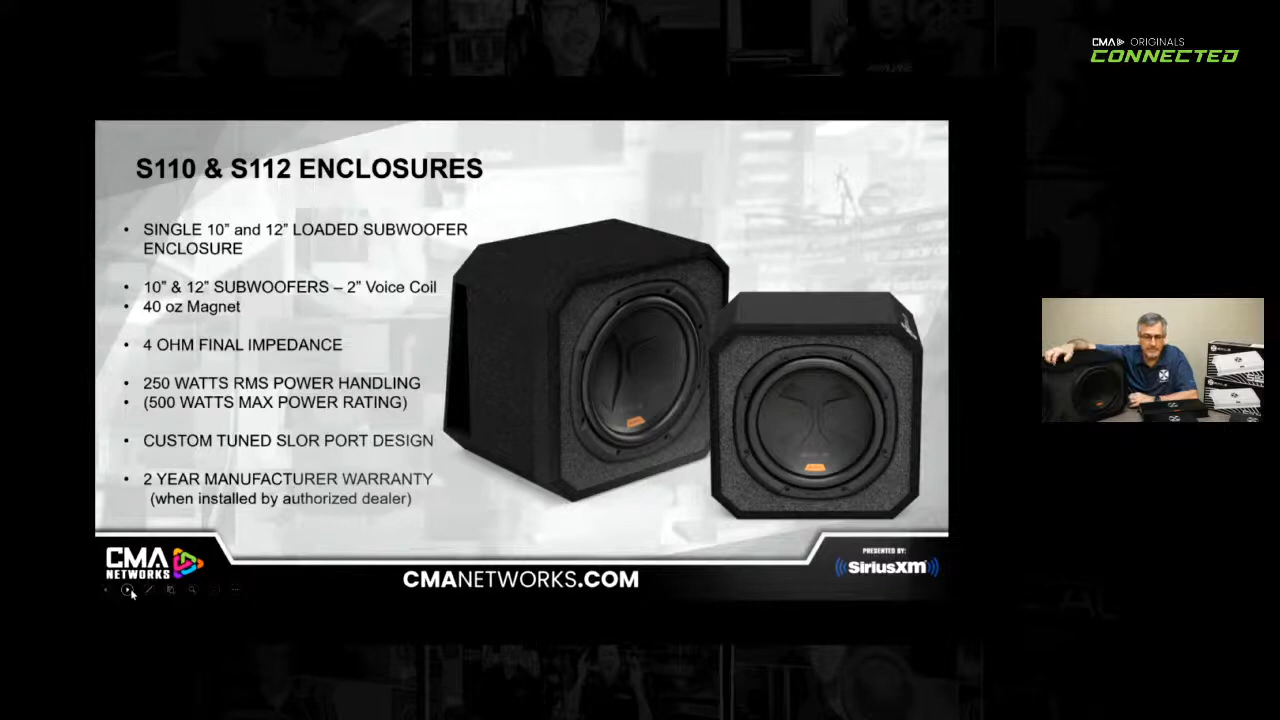 CMA ORIGINALS
CONNECTED
S110 & S112 ENCLOSURES
• SINGLE 10” and 12” LOADED SUBWOOFER
ENCLOSURE
• 10” & 12” SUBWOOFERS – 2” Voice Coil
• 40 oz Magnet
• 4 OHM FINAL IMPEDANCE
• 250 WATTS RMS POWER HANDLING
• (500 WATTS MAX POWER RATING)
• CUSTOM TUNED SLOR PORT DESIGN
• 2 YEAR MANUFACTURER WARRANTY
(when installed by authorized dealer)
CMA
NETWORKS
CMANETWORKS.COM
PRESENTED BY:
SiriusXM